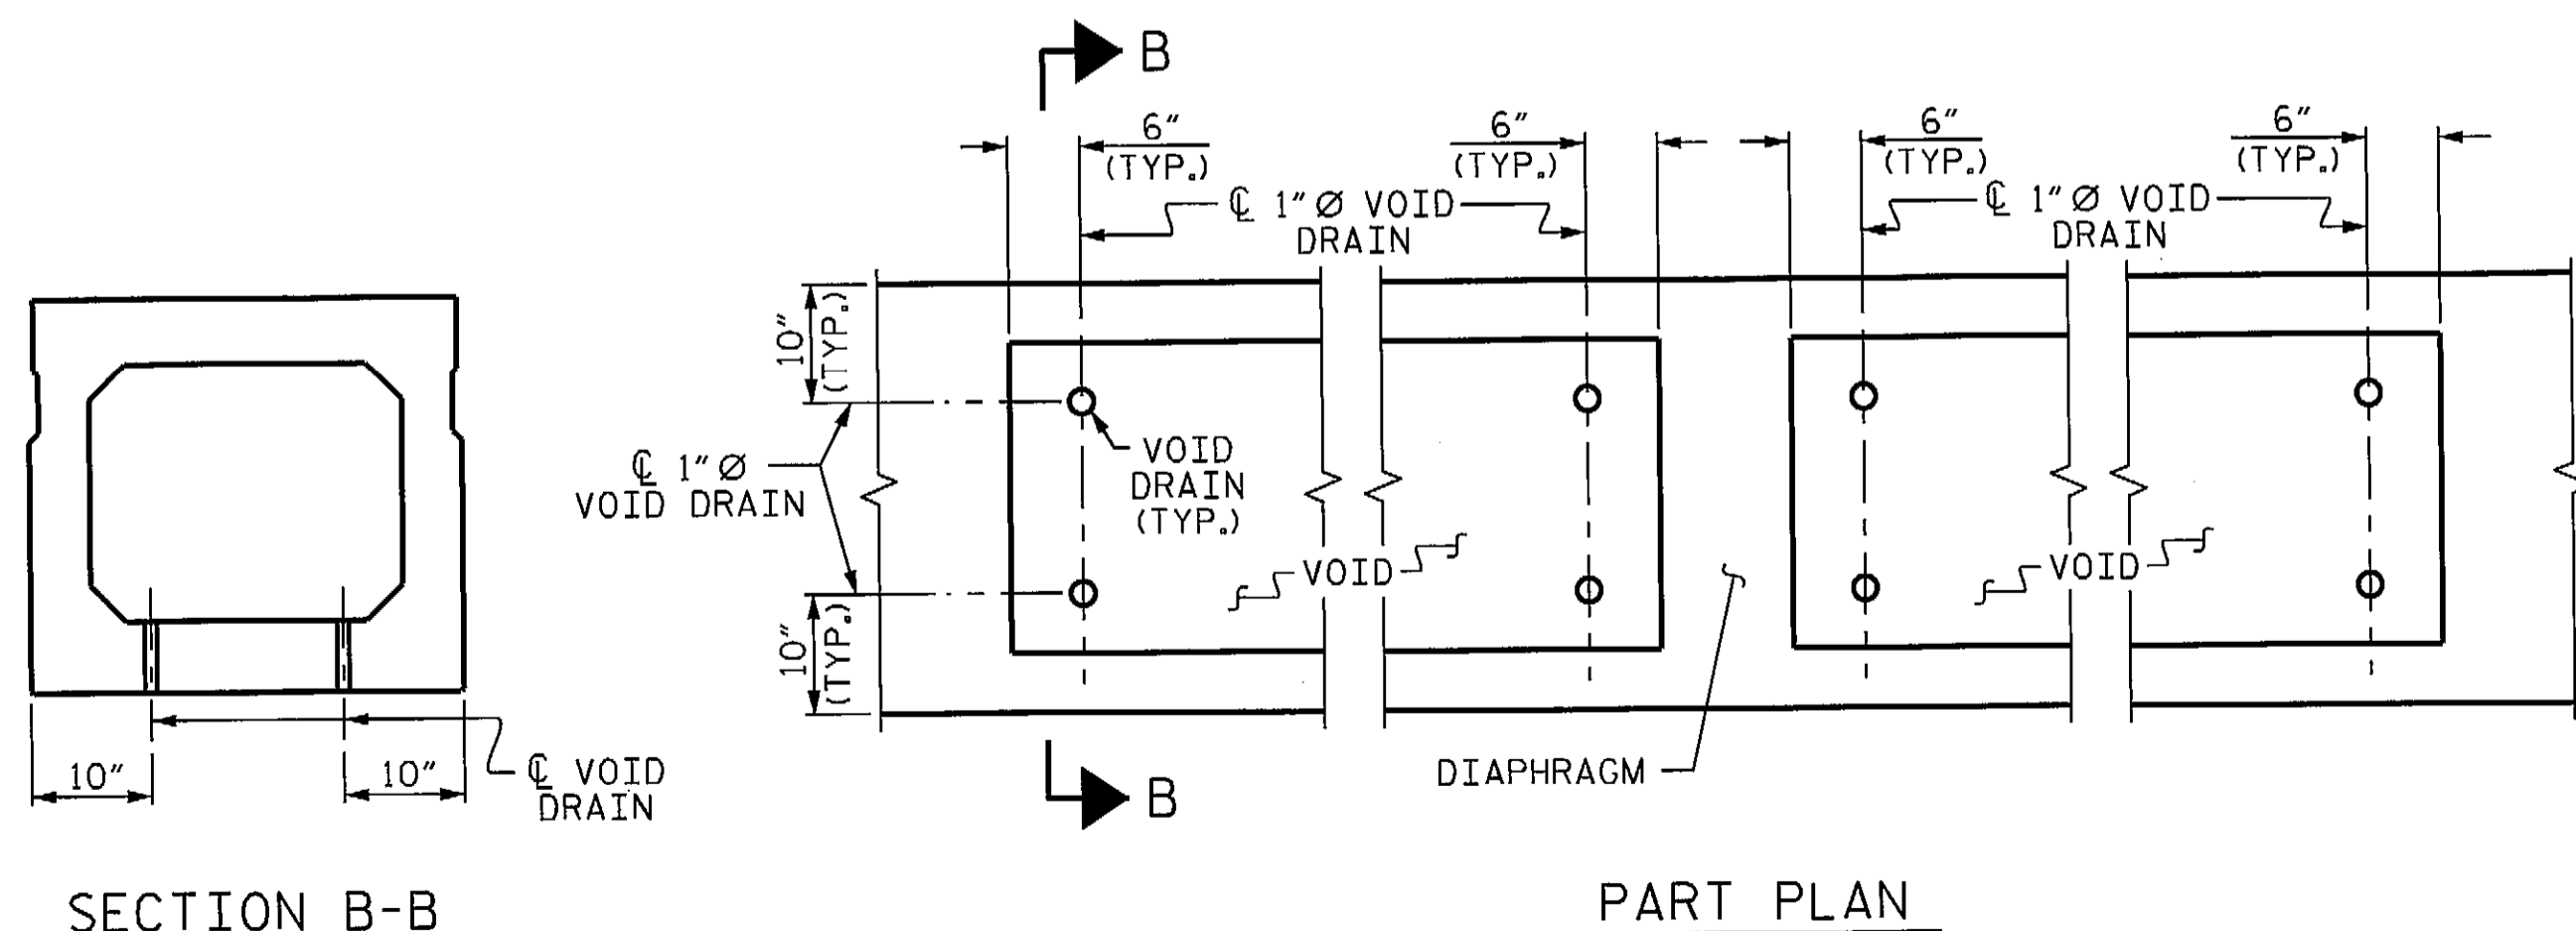 B
6"
(TYP.)
6"
(TYP.)
6"
(TYP.)
6"
(TYP.)
℄ 1" Ø VOID
DRAIN
℄ 1" Ø VOID
DRAIN
10"
(TYP.)
℄ 1" Ø
VOID DRAIN
VOID
DRAIN
(TYP.)
VOID
VOID
10"
(TYP.)
DIAPHRAGM
B
10"
10"
℄ VOID
DRAIN
SECTION B-B
PART PLAN